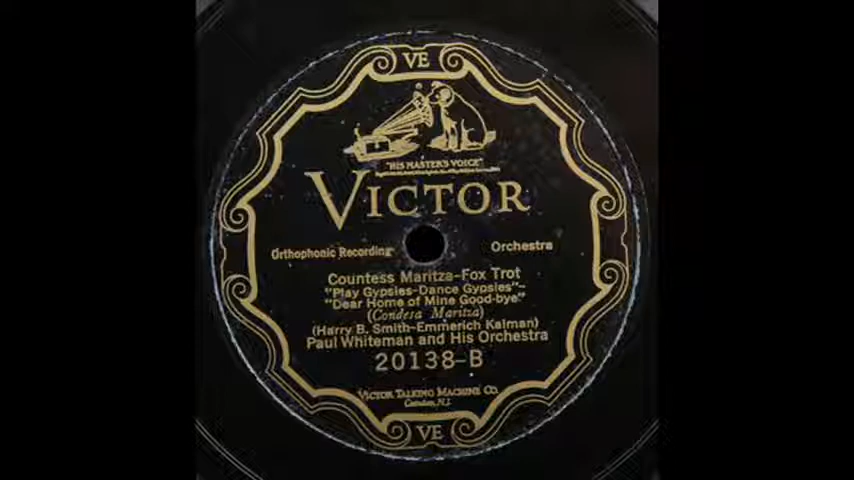 VE
"HIS MASTER'S VOICE"
VICTOR
Orthophonic Recording Orchestra
Countess Maritza-Fox Trot
"Play Gypsies-Dance Gypsies"-
"Dear Home of Mine Good-bye"
(Condesa Maritza)
(Harry B. Smith-Emmerich Kalman)
Paul Whiteman and His Orchestra
20138-B
VICTOR TALKING MACHINE CO.
Camden, N.J.
VE